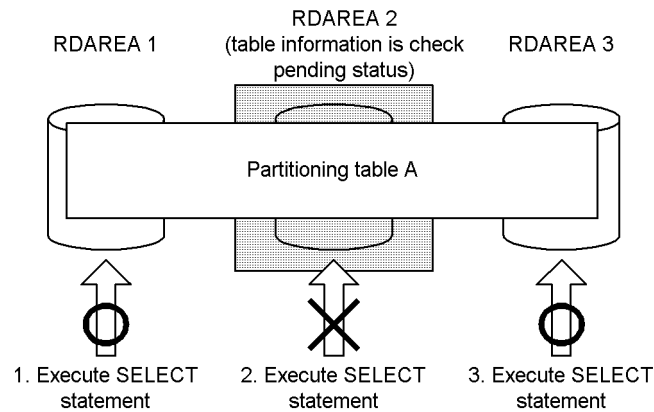 RDAREA 1
RDAREA 2
(table information is check
pending status)
RDAREA 3
Partitioning table A
1. Execute SELECT
statement
2. Execute SELECT
statement
3. Execute SELECT
statement